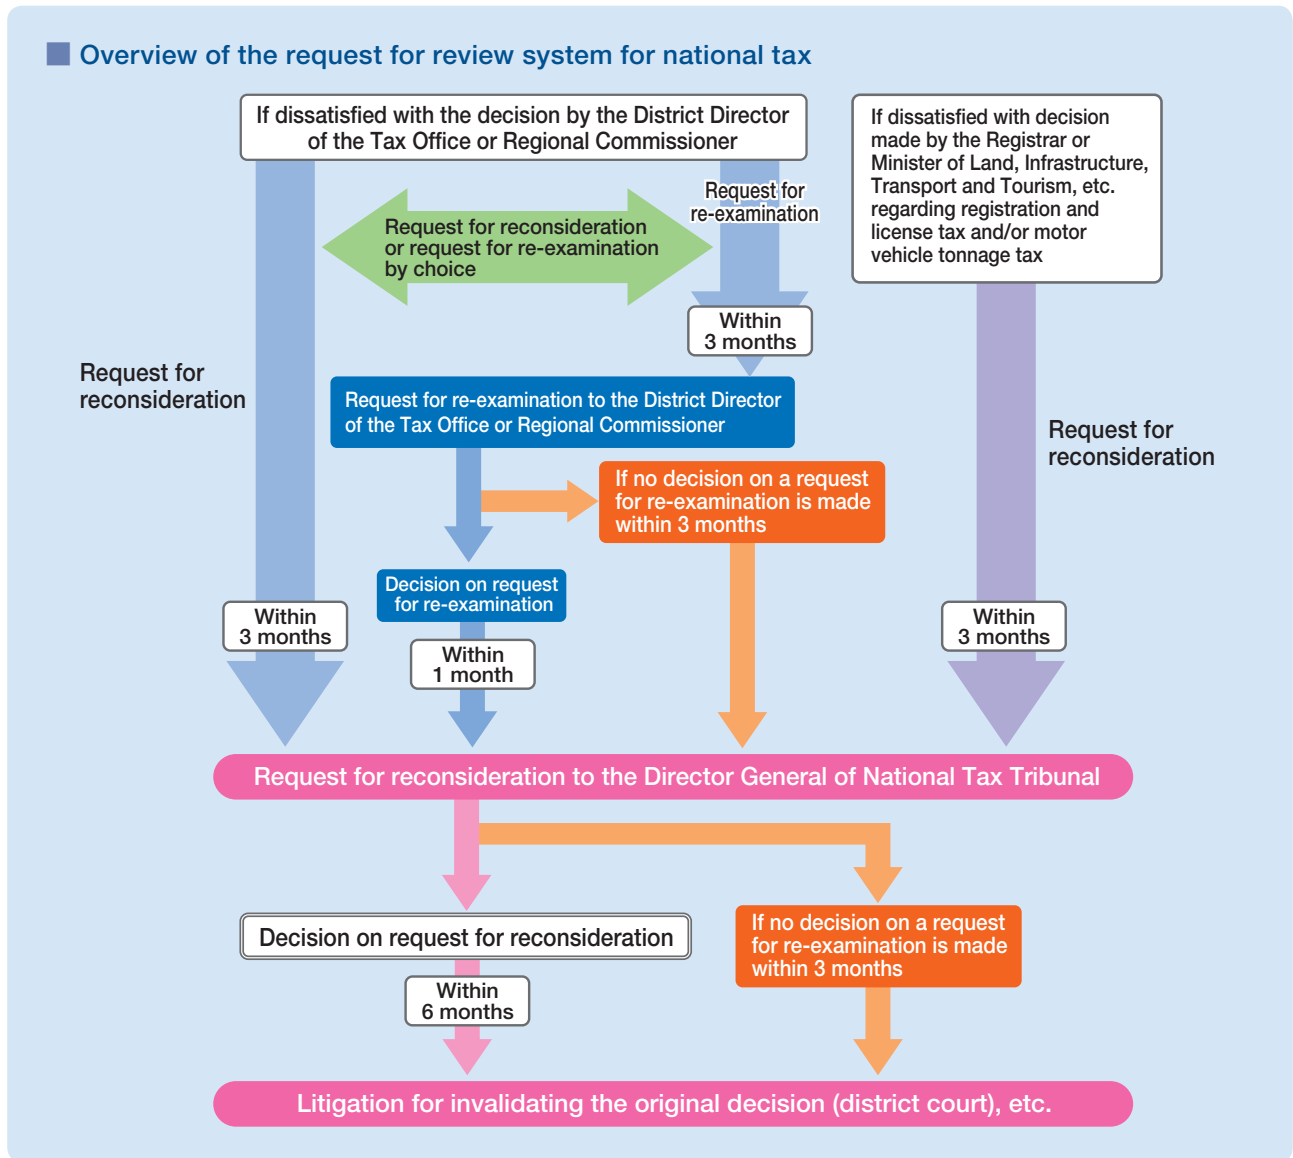 Overview of the request for review system for national tax
If dissatisfied with the decision by the District Director
of the Tax Office or Regional Commissioner
If dissatisfied with decision
made by the Registrar or
Minister of Land, Infrastructure,
Transport and Tourism, etc.
regarding registration and
license tax and/or motor
vehicle tonnage tax
Request for
re-examination
Request for reconsideration
or request for re-examination
by choice
Within
3 months
Request for
reconsideration
Request for re-examination to the District Director
of the Tax Office or Regional Commissioner
Request for
reconsideration
If no decision on a request
for re-examination is made
within 3 months
Decision on request
for re-examination
Within
3 months
Within
1 month
Within
3 months
Request for reconsideration to the Director General of National Tax Tribunal
Decision on request for reconsideration
If no decision on a request
for re-examination is made
within 3 months
Within
6 months
Litigation for invalidating the original decision (district court), etc.